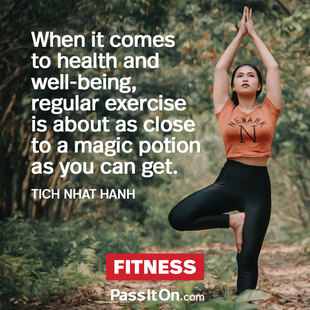 When it comes
to health and
well-being,
regular exercise
is about as close
to a magic potion
as you can get.
TICH NHAT HANH
NEWARK
N
FITNESS
PassItOn.com